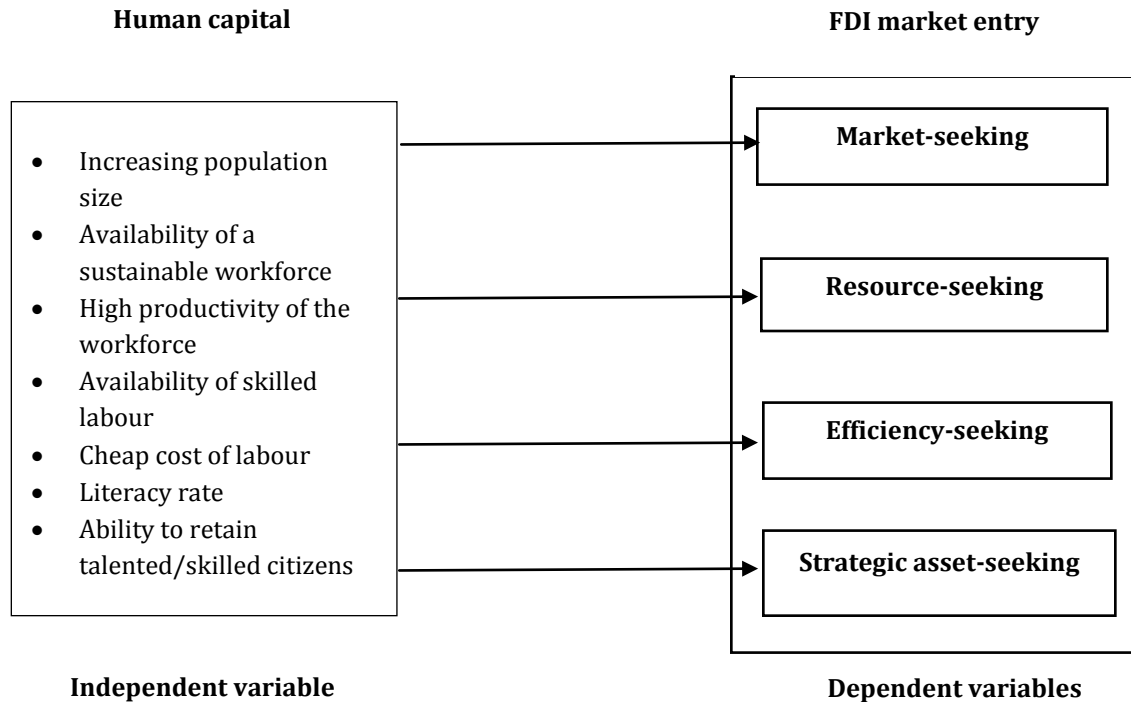 Human capital
FDI market entry
• Increasing population
size
• Availability of a
sustainable workforce
• High productivity of the
workforce
• Availability of skilled
labour
• Cheap cost of labour
• Literacy rate
• Ability to retain
talented/skilled citizens
Market-seeking
Resource-seeking
Efficiency-seeking
Strategic asset-seeking
Independent variable
Dependent variables